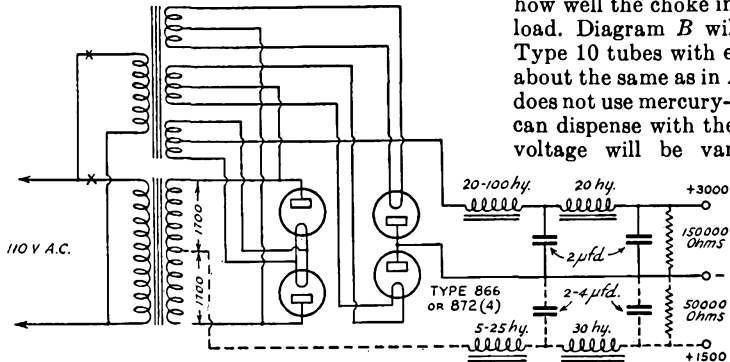 how well the choke in
load. Diagram B wil
Type 10 tubes with e
about the same as in A
does not use mercury-
can dispense with the
voltage will be var
20-100 hy.
20 hy.
+3000
1700
2 µfd.
150000
Ohms
110 V A.C.
–
1700
TYPE 866
OR 872(4)
2-4 µfd.
50000
Ohms
5-25 hy.
30 hy.
+1500